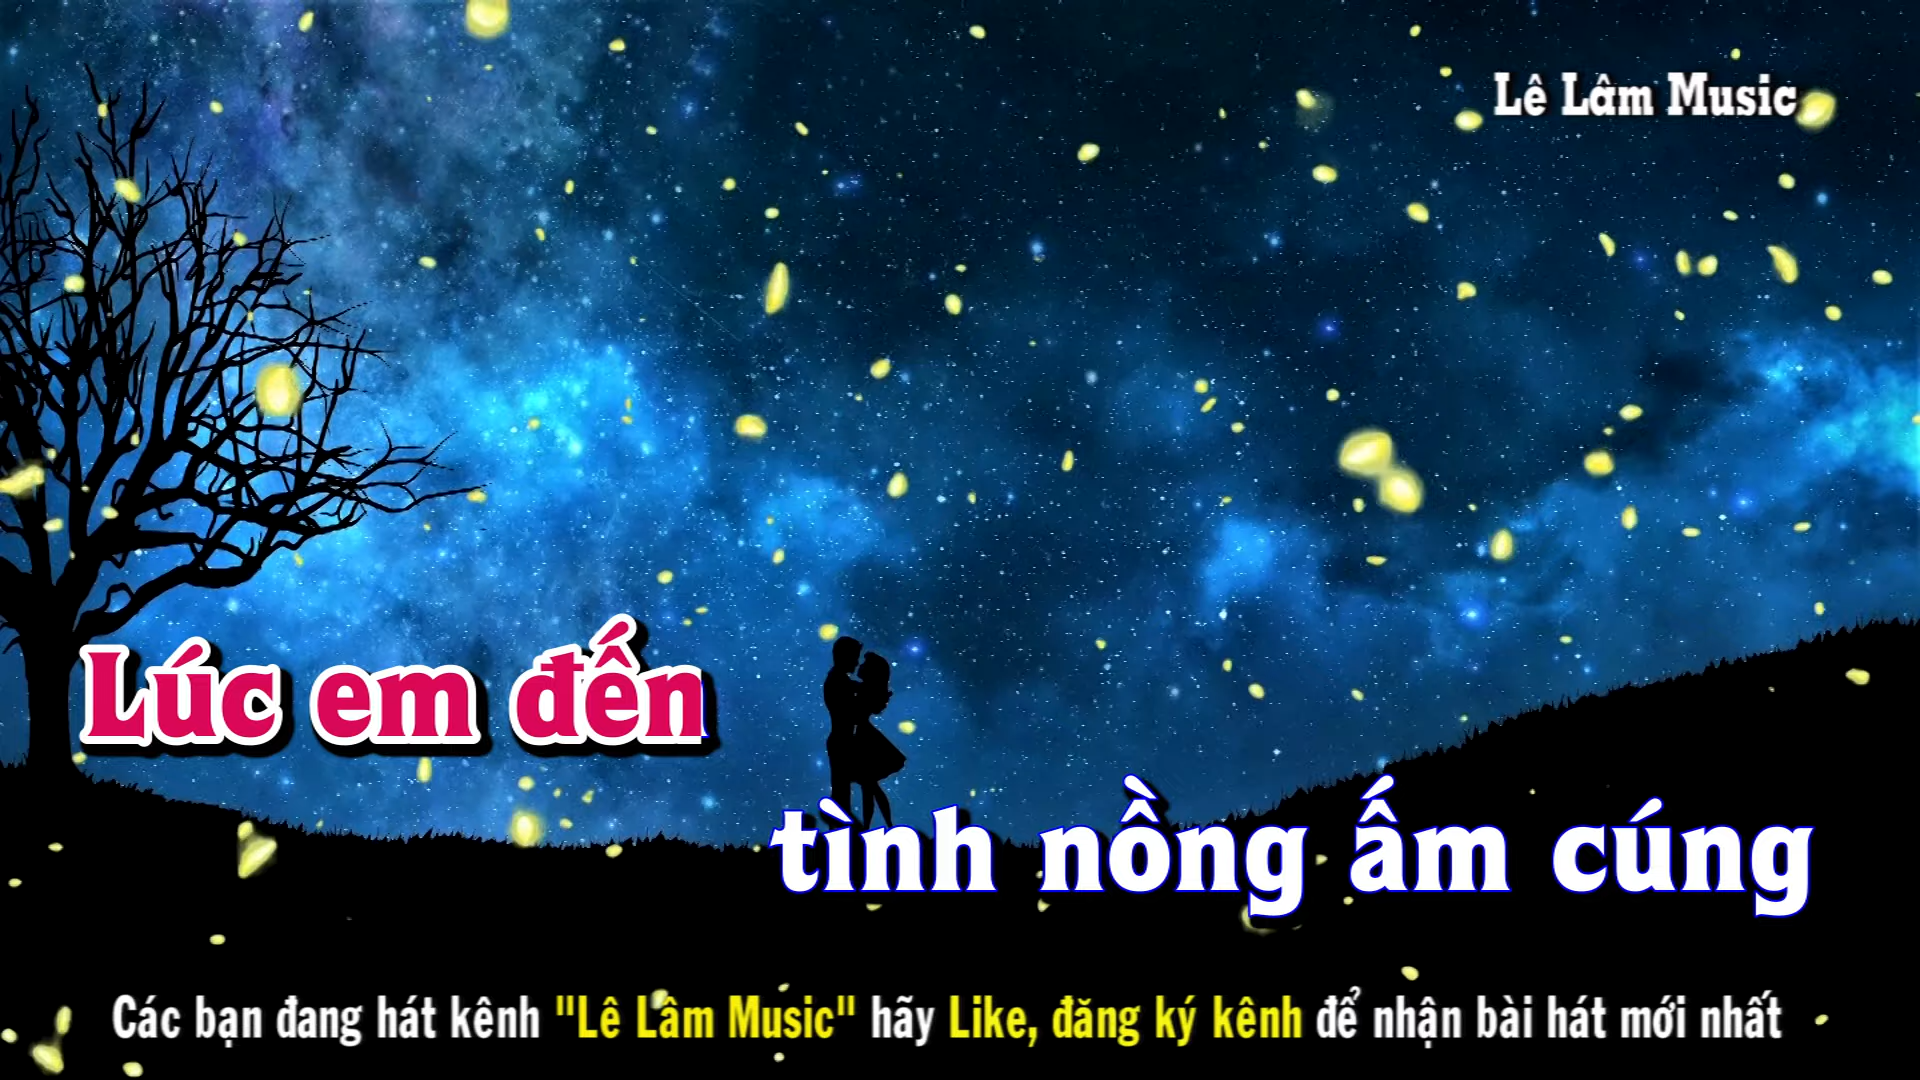 Lê Lâm Music
Lúc em đến
tình nồng ấm cúng
Các bạn đang hát kênh "Lê Lâm Music" hãy Like, đăng ký kênh để nhận bài hát mới nhất